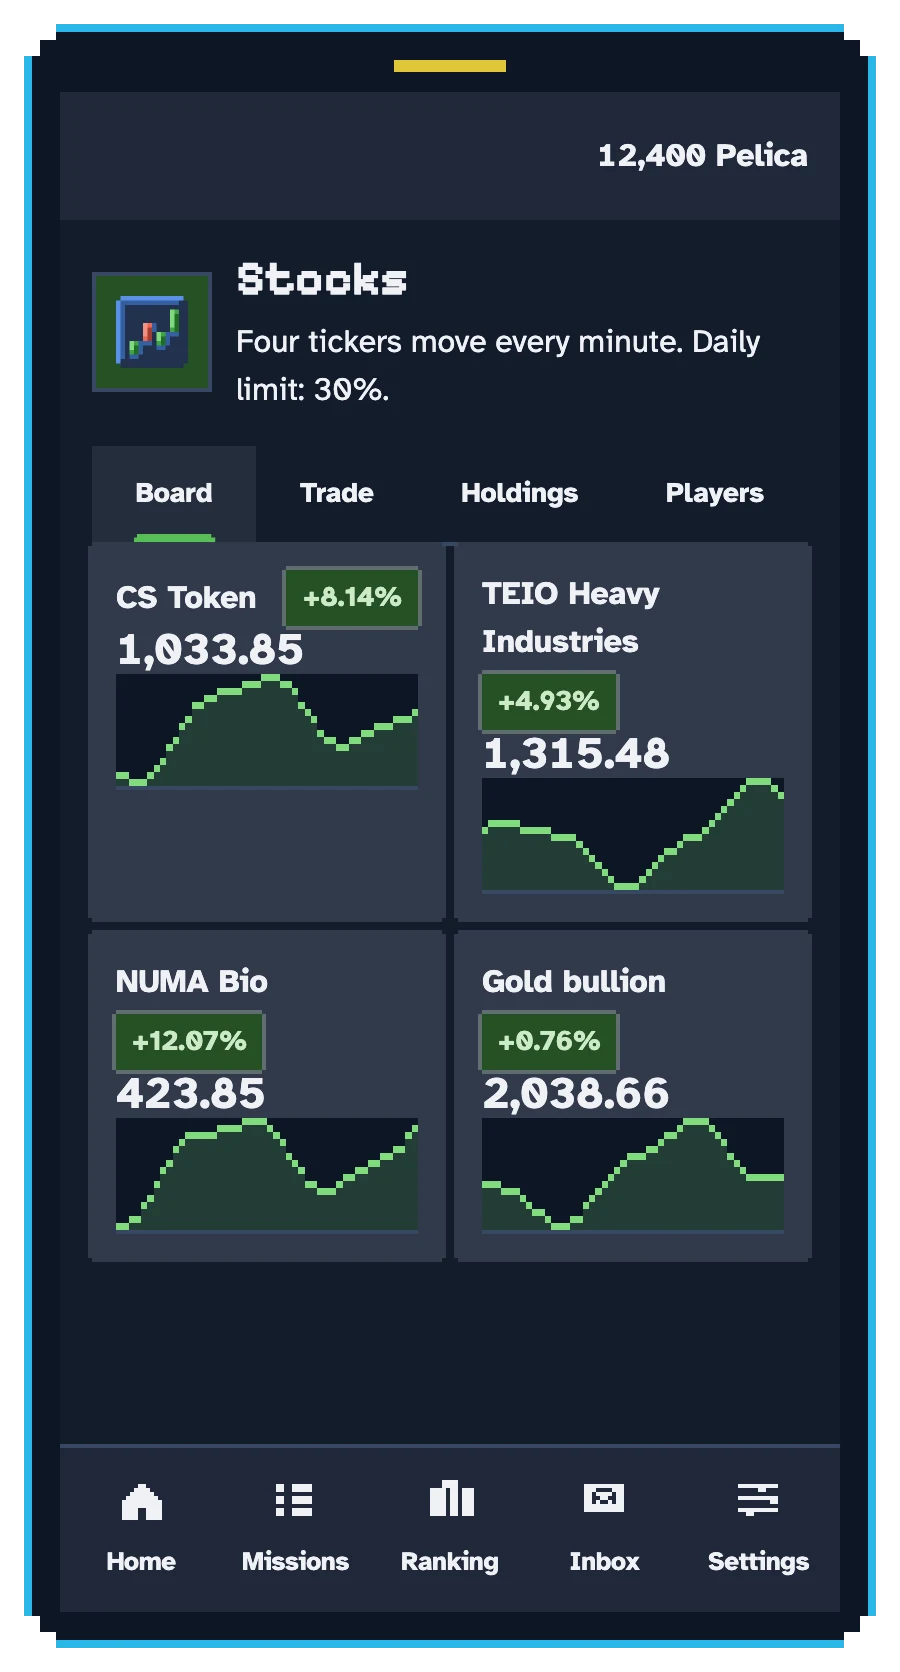 12,400 Pelica
Stocks
Four tickers move every minute. Daily
limit: 30%.
Board
Trade
Holdings
Players
CS Token
+8.14%
1,033.85
TEIO Heavy
Industries
+4.93%
1,315.48
NUMA Bio
+12.07%
423.85
Gold bullion
+0.76%
2,038.66
Home
Missions
Ranking
Inbox
Settings